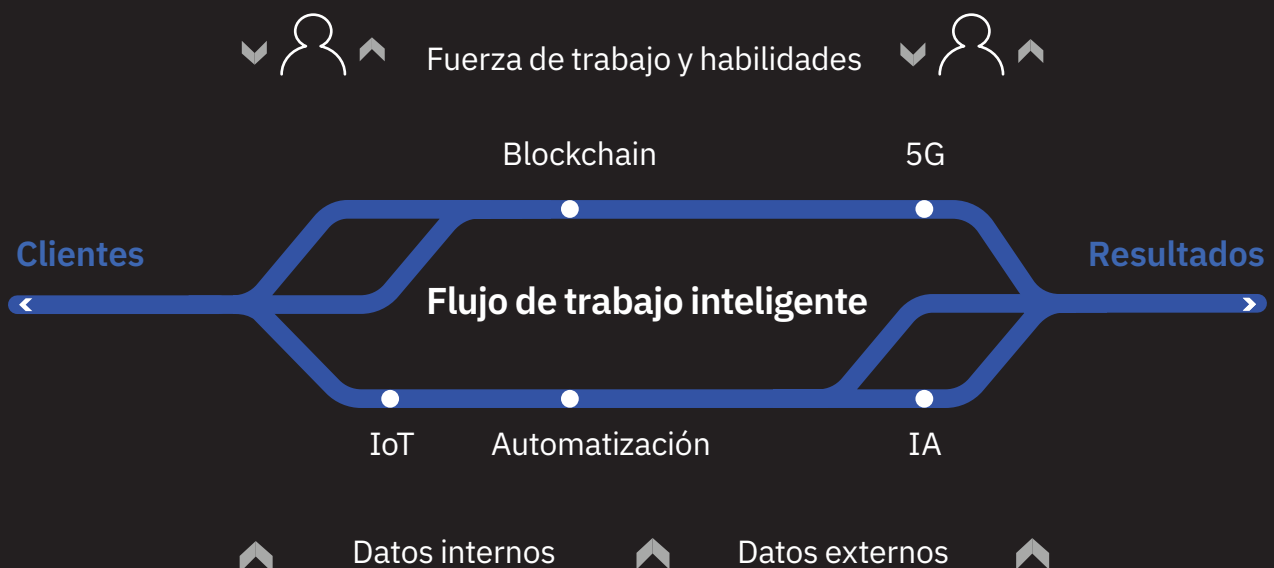 Fuerza de trabajo y habilidades
Blockchain
5G
Clientes
Resultados
Flujo de trabajo inteligente
IoT
Automatización
IA
Datos internos
Datos externos